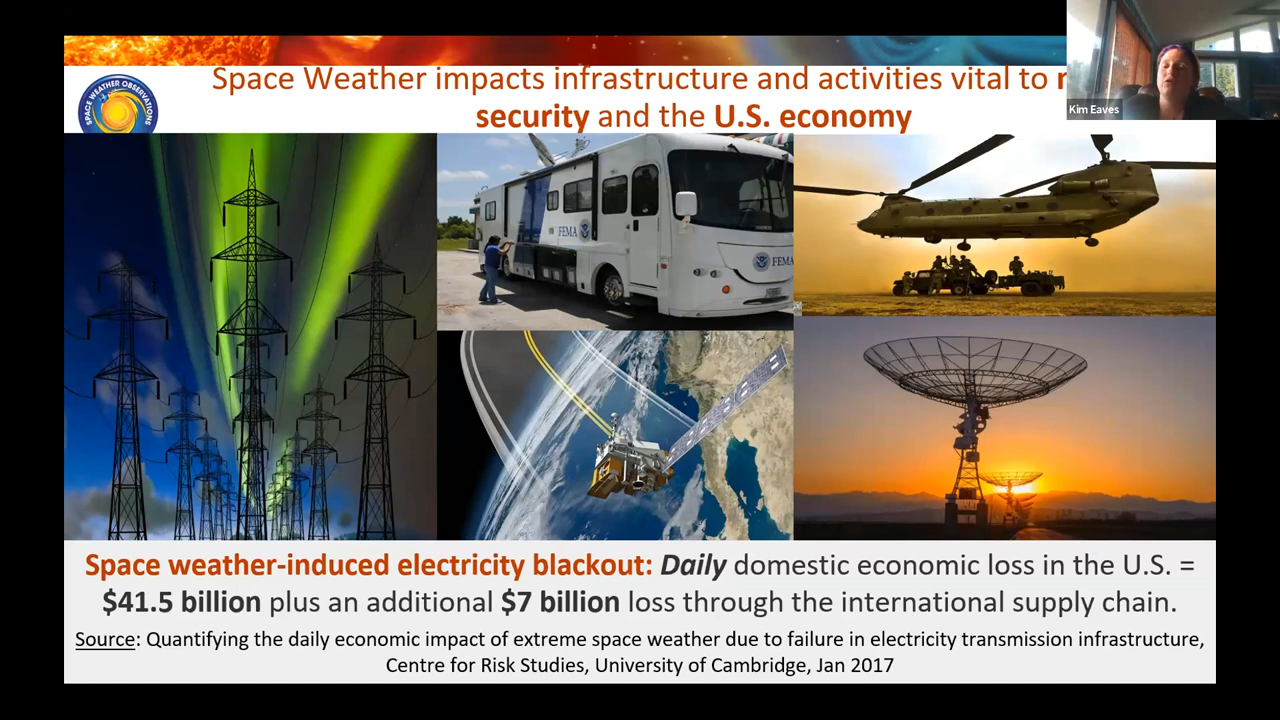 Space Weather impacts infrastructure and activities vital to
security and the U.S. economy
SPACE WEATHER OBSERVATIONS
Kim Eaves
FEMA
FEMA
Space weather-induced electricity blackout: Daily domestic economic loss in the U.S. =
$41.5 billion plus an additional $7 billion loss through the international supply chain.
Source: Quantifying the daily economic impact of extreme space weather due to failure in electricity transmission infrastructure,
Centre for Risk Studies, University of Cambridge, Jan 2017